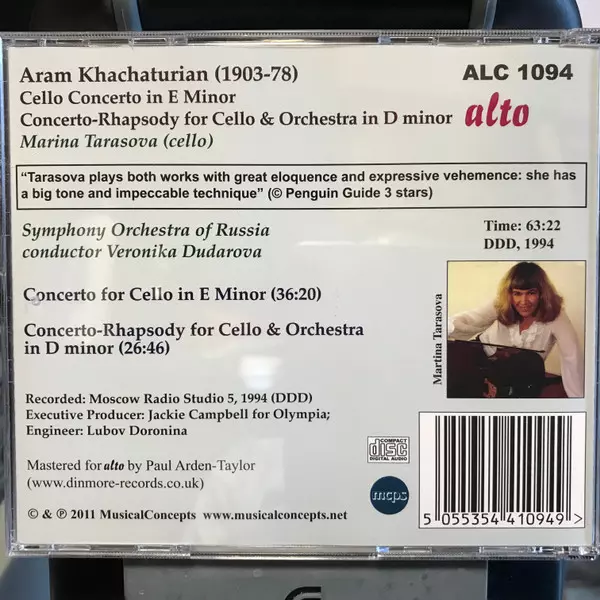 Aram Khachaturian (1903-78)
ALC 1094
Cello Concerto in E Minor
Concerto-Rhapsody for Cello & Orchestra in D minor
alto
Marina Tarasova (cello)
“Tarasova plays both works with great eloquence and expressive vehemence: she has
a big tone and impeccable technique” (© Penguin Guide 3 stars)
Symphony Orchestra of Russia
conductor Veronika Dudarova
Time: 63:22
DDD, 1994
Concerto for Cello in E Minor (36:20)
Concerto-Rhapsody for Cello & Orchestra
in D minor (26:46)
Martina Tarasova
Recorded: Moscow Radio Studio 5, 1994 (DDD)
Executive Producer: Jackie Campbell for Olympia;
Engineer: Lubov Doronina
Mastered for alto by Paul Arden-Taylor
(www.dinmore-records.co.uk)
COMPACT
disc
DIGITAL AUDIO
mcps
© & ℗ 2011 MusicalConcepts www.musicalconcepts.net
5 055354 410949 >